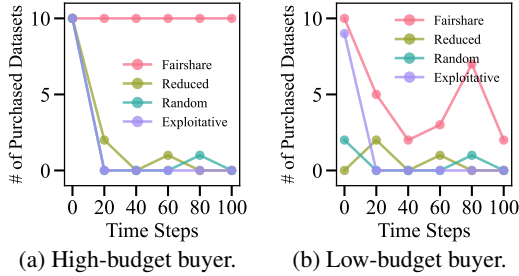 # of Purchased Datasets
10
5
0
Fairshare
Reduced
Random
Exploitative
0 20 40 60 80 100
Time Steps
(a) High-budget buyer.
# of Purchased Datasets
10
5
0
Fairshare
Reduced
Random
Exploitative
0 20 40 60 80 100
Time Steps
(b) Low-budget buyer.